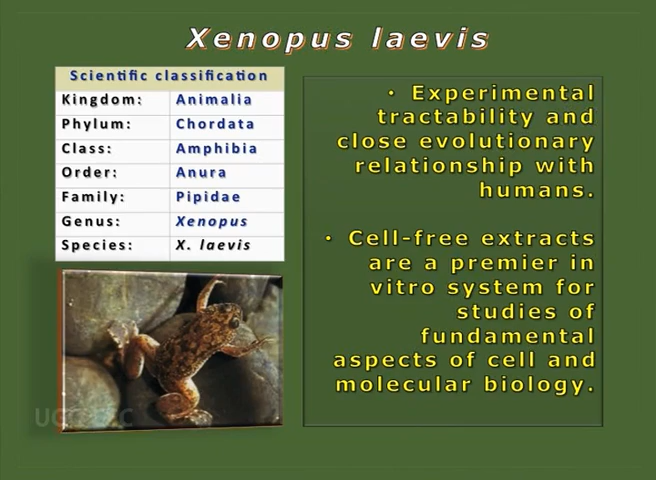 Xenopus laevis
Scientific classification
Kingdom: Animalia
Phylum: Chordata
Class: Amphibia
Order: Anura
Family: Pipidae
Genus: Xenopus
Species: X. laevis
• Experimental
tractability and
close evolutionary
relationship with
humans.
• Cell-free extracts
are a premier in
vitro system for
studies of
fundamental
aspects of cell and
molecular biology.